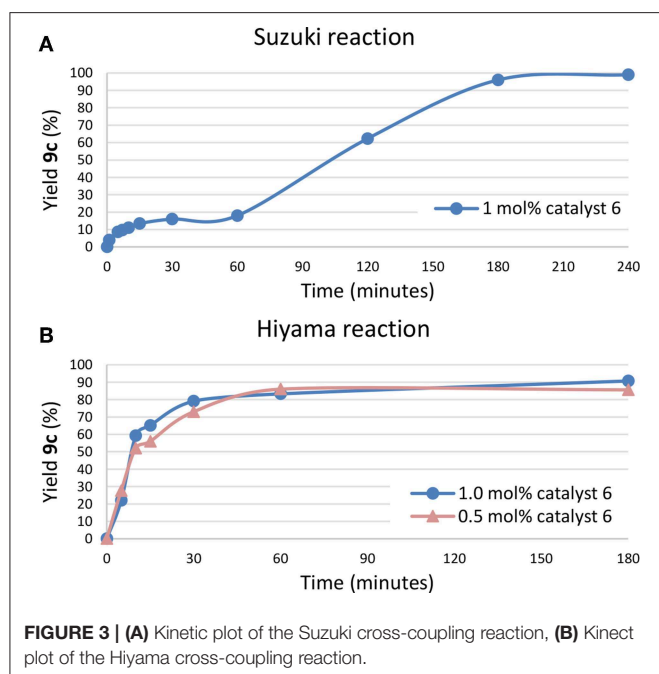 A
Suzuki reaction
Yield 9c (%)
100
90
80
70
60
50
40
30
20
10
0
0 30 60 90 120 150 180 210 240
Time (minutes)
1 mol% catalyst 6
B
Hiyama reaction
Yield 9c (%)
100
90
80
70
60
50
40
30
20
10
0
0 30 60 90 120 150 180
Time (minutes)
1.0 mol% catalyst 6
0.5 mol% catalyst 6
FIGURE 3 | (A) Kinetic plot of the Suzuki cross-coupling reaction, (B) Kinect
plot of the Hiyama cross-coupling reaction.